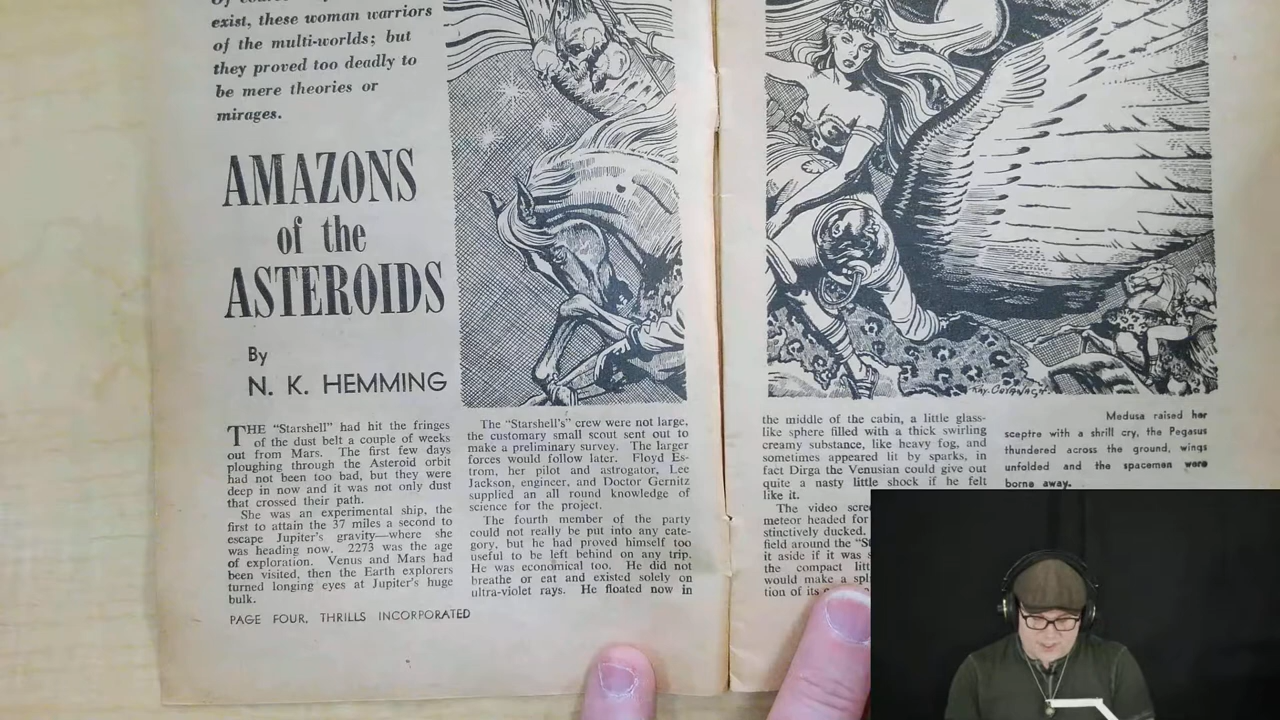 exist, these woman warriors
of the multi-worlds; but
they proved too deadly to
be mere theories or
mirages.
AMAZONS
of the
ASTEROIDS
By
N. K. HEMMING
THE "Starshell" had hit the fringes
of the dust belt a couple of weeks
out from Mars. The first few days
ploughing through the Asteroid orbit
had not been too bad, but they were
deep in now and it was not only dust
that crossed their path.
She was an experimental ship, the
first to attain the 37 miles a second to
escape Jupiter's gravity—where she
was heading now. 2273 was the age
of exploration. Venus and Mars had
been visited, then the Earth explorers
turned longing eyes at Jupiter's huge
bulk.
The "Starshell's" crew were not large,
the customary small scout sent out to
make a preliminary survey. The larger
forces would follow later. Floyd Es-
trom, her pilot and astrogator, Lee
Jackson, engineer, and Doctor Gernitz
supplied an all round knowledge of
science for the project.
The fourth member of the party
could not really be put into any cate-
gory, but he had proved himself too
useful to be left behind on any trip.
He was economical too. He did not
breathe or eat and existed solely on
ultra-violet rays. He floated now in
PAGE FOUR, THRILLS INCORPORATED
the middle of the cabin, a little glass-
like sphere filled with a thick swirling
creamy substance, like heavy fog, and
sometimes appeared lit by sparks, in
fact Dirga the Venusian could give out
quite a nasty little shock if he felt
like it.
The video
meteor headed for
stinctively ducked.
field around the
it aside if it was
the compact
would make a
tion of its
Medusa raised her
sceptre with a shrill cry, the Pegasus
thundered across the ground, wings
unfolded and the spacemen were
borne away.